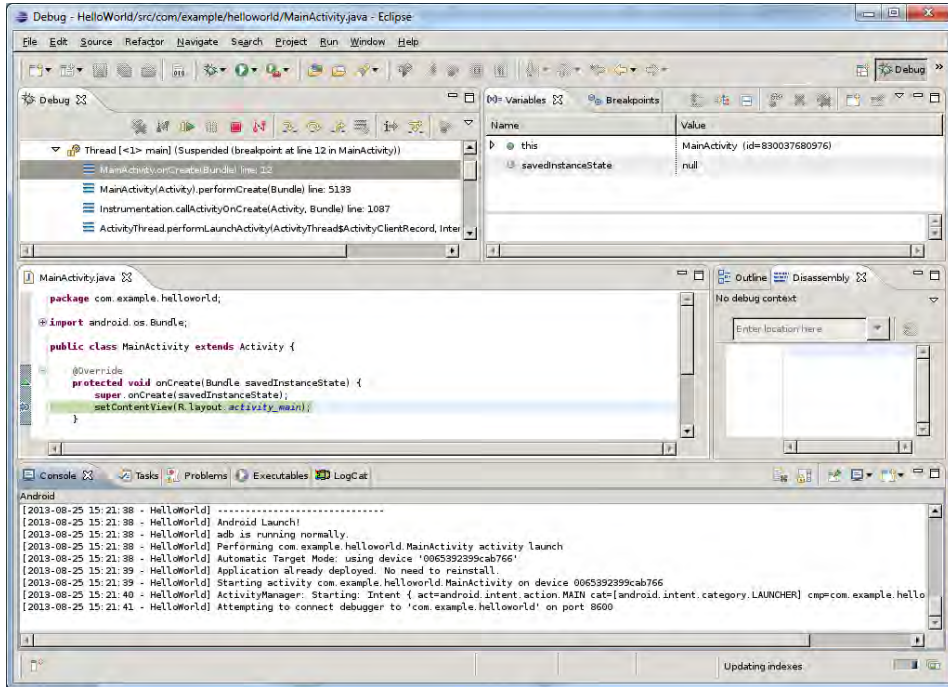 Debug - HelloWorld/src/com/example/helloworld/MainActivity.java - Eclipse
File Edit Source Refactor Navigate Search Project Run Window Help
Debug »
Debug
Thread [<1> main] (Suspended (breakpoint at line 12 in MainActivity))
MainActivity.onCreate(Bundle) line: 12
MainActivity(Activity).performCreate(Bundle) line: 5133
Instrumentation.callActivityOnCreate(Activity, Bundle) line: 1087
ActivityThread.performLaunchActivity(ActivityThread$ActivityClientRecord, Inter
(x)= Variables Breakpoints
Name Value
this MainActivity (id=830037680976)
savedInstanceState null
MainActivity.java
package com.example.helloworld;
import android.os.Bundle;
public class MainActivity extends Activity {
@Override
protected void onCreate(Bundle savedInstanceState) {
super.onCreate(savedInstanceState);
setContentView(R.layout.activity_main);
}
Outline Disassembly
No debug context
Enter location here
Console Tasks Problems Executables LogCat
Android
[2013-08-25 15:21:38 - HelloWorld] ------------------------------
[2013-08-25 15:21:38 - HelloWorld] Android Launch!
[2013-08-25 15:21:38 - HelloWorld] adb is running normally.
[2013-08-25 15:21:38 - HelloWorld] Performing com.example.helloworld.MainActivity activity launch
[2013-08-25 15:21:38 - HelloWorld] Automatic Target Mode: using device '0065392399cab766'
[2013-08-25 15:21:39 - HelloWorld] Application already deployed. No need to reinstall.
[2013-08-25 15:21:39 - HelloWorld] Starting activity com.example.helloworld.MainActivity on device 0065392399cab766
[2013-08-25 15:21:40 - HelloWorld] ActivityManager: Starting: Intent { act=android.intent.action.MAIN cat=[android.intent.category.LAUNCHER] cmp=com.example.hello
[2013-08-25 15:21:41 - HelloWorld] Attempting to connect debugger to 'com.example.helloworld' on port 8600
Updating indexes